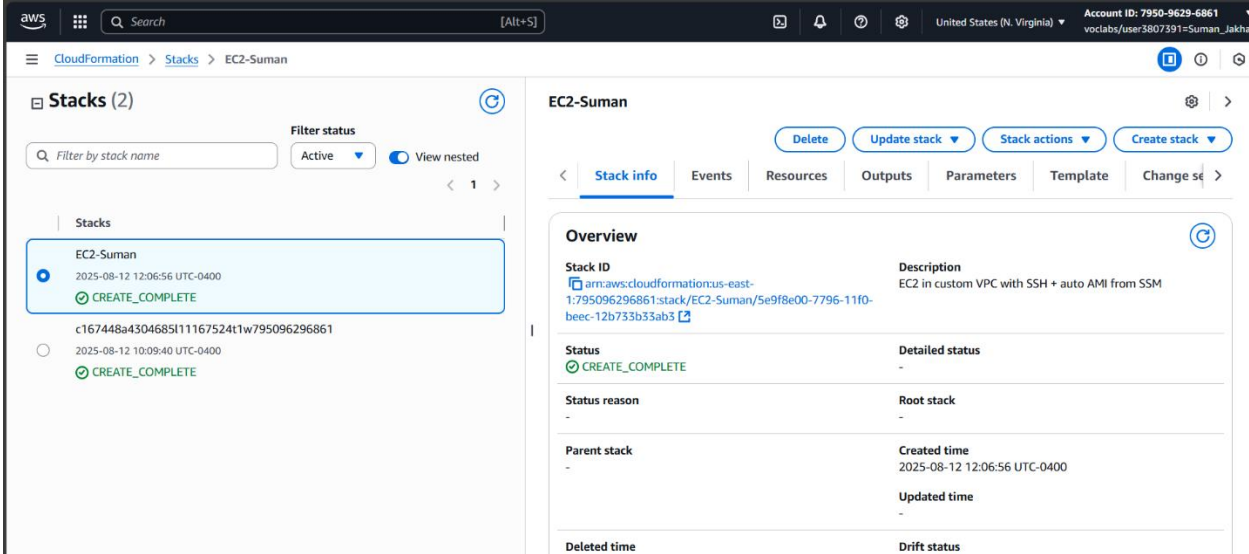 aws
Search [Alt+S]
United States (N. Virginia)
Account ID: 7950-9629-6861
voclabs/user3807391=Suman_Jakha
CloudFormation > Stacks > EC2-Suman
Stacks (2)
Filter status
Filter by stack name
Active
View nested
< 1 >
Stacks
EC2-Suman
2025-08-12 12:06:56 UTC-0400
CREATE_COMPLETE
c167448a4304685l11167524t1w795096296861
2025-08-12 10:09:40 UTC-0400
CREATE_COMPLETE
EC2-Suman
Delete
Update stack
Stack actions
Create stack
Stack info
Events
Resources
Outputs
Parameters
Template
Change se
Overview
Stack ID
arn:aws:cloudformation:us-east-
1:795096296861:stack/EC2-Suman/5e9f8e00-7796-11f0-
beec-12b733b33ab3
Description
EC2 in custom VPC with SSH + auto AMI from SSM
Status
CREATE_COMPLETE
Detailed status
-
Status reason
-
Root stack
-
Parent stack
-
Created time
2025-08-12 12:06:56 UTC-0400
Updated time
-
Deleted time
Drift status